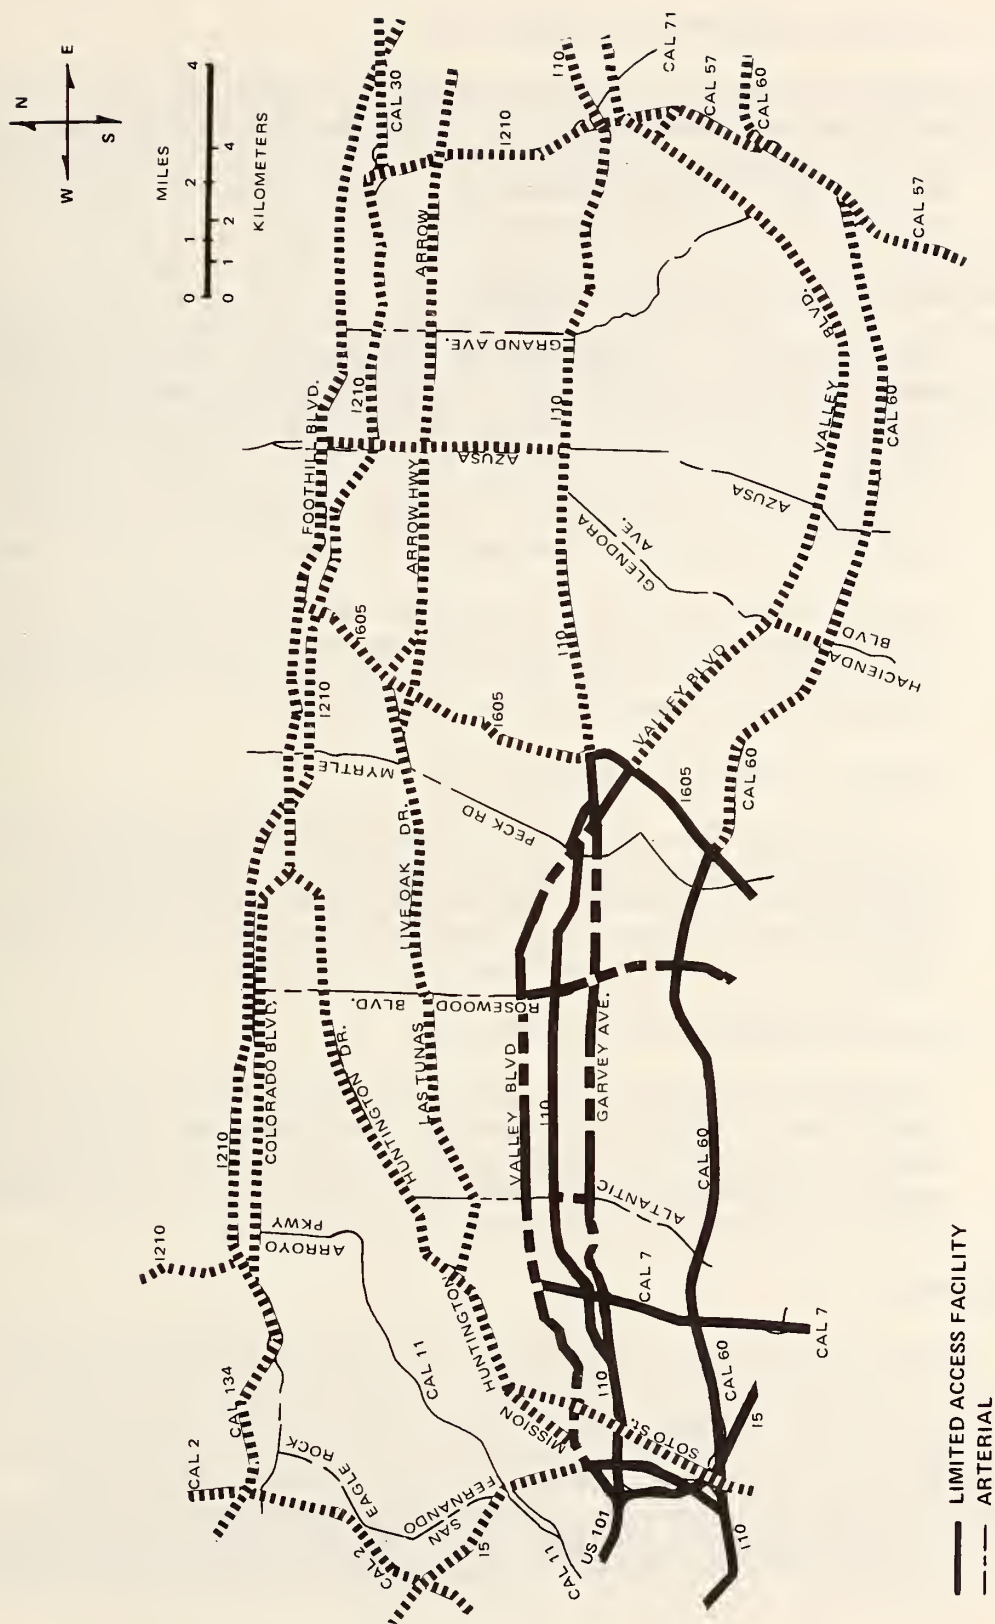 N
W
E
S
MILES
0 1 2 4
0 1 2 4
KILOMETERS
I210
CAL 2
CAL 134
I210
COLORADO BLVD.
ARROYO
PKWY
EAGLE ROCK
SAN
FERNANDO
CAL 2
I5
CAL 11
CAL 11
US 101
I10
HUNTINGTON
HUNTINGTON DR.
MISSION
SOTO ST.
LAS TUNAS
LIVE OAK DR.
ROSEWOOD BLVD.
MYRTLE
PECK RD
I210
I605
I605
FOOTHILL BLVD.
I210
ARROW HWY
ARROW
AZUSA
GRAND AVE.
CAL 30
I210
I10
CAL 71
CAL 57
CAL 60
CAL 57
I10
I10
GLENDORA
AVE.
AZUSA
VALLEY
BLVD.
CAL 60
HACIENDA
BLVD
VALLEY BLVD
I605
CAL 60
VALLEY BLVD
I10
GARVEY AVE.
ALTANTIC
CAL 7
CAL 7
CAL 60
CAL 60
I10
I5
LIMITED ACCESS FACILITY
ARTERIAL